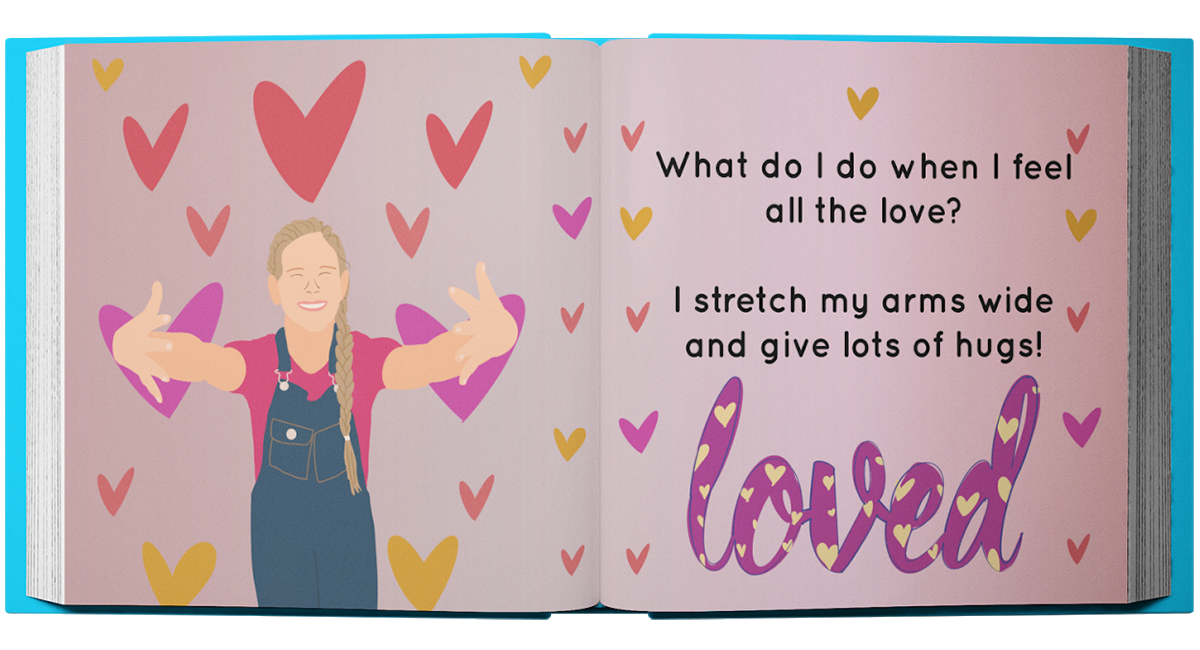 What do I do when I feel
all the love?
I stretch my arms wide
and give lots of hugs!
loved